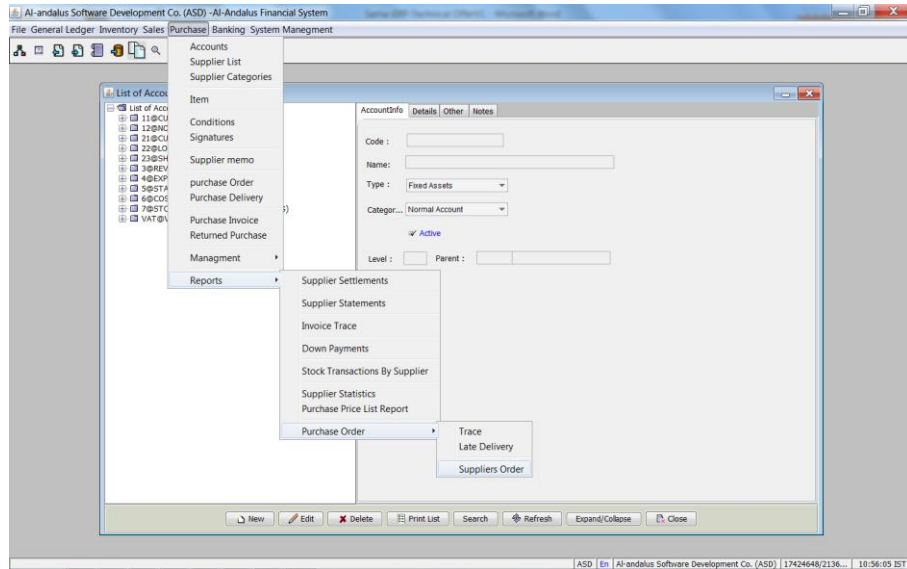 Al-andalus Software Development Co. (ASD) -Al-Andalus Financial System
File General Ledger Inventory Sales Purchase Banking System Manegment
Accounts
Supplier List
Supplier Categories
Item
Conditions
Signatures
Supplier memo
purchase Order
Purchase Delivery
Purchase Invoice
Returned Purchase
Managment
Reports
Supplier Settlements
Supplier Statements
Invoice Trace
Down Payments
Stock Transactions By Supplier
Supplier Statistics
Purchase Price List Report
Purchase Order
Trace
Late Delivery
Suppliers Order
List of Accou
List of Acco
11@CU
12@NO
21@CU
22@LO
23@SH
3@REV
4@EXP
5@STA
6@COS
7@STO
VAT@V
AccountInfo Details Other Notes
Code :
Name:
Type : Fixed Assets
Categor... Normal Account
Active
Level : Parent :
New Edit Delete Print List Search Refresh Expand/Collapse Close
ASD En Al-andalus Software Development Co. (ASD) 17424648/2136... 10:56:05 IST